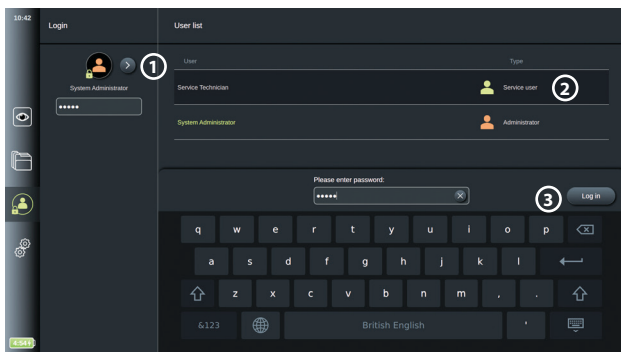 10:42
Login
User list
1
User
Type
System Administrator
Service Technician
Service user
2
•••••
System Administrator
Administrator
Please enter password:
•••••
3
Log in
q w e r t y u i o p
a s d f g h j k l
z x c v b n m , .
&123
British English
'
4:54